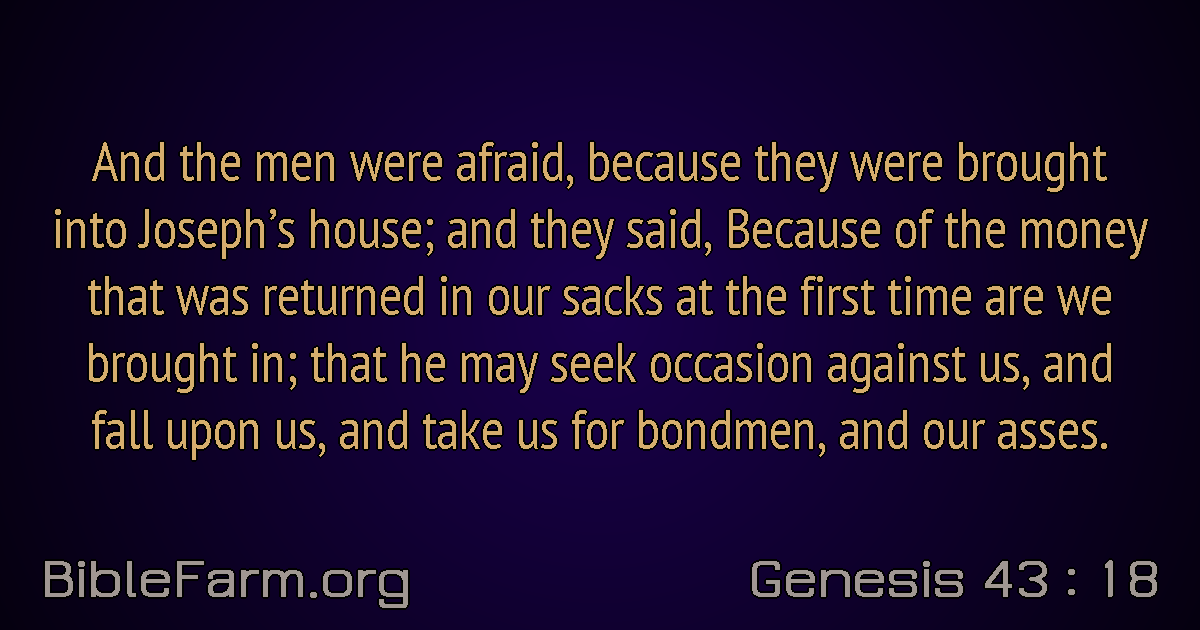 And the men were afraid, because they were brought
into Joseph’s house; and they said, Because of the money
that was returned in our sacks at the first time are we
brought in; that he may seek occasion against us, and
fall upon us, and take us for bondmen, and our asses.
BibleFarm.org
Genesis 43 : 18